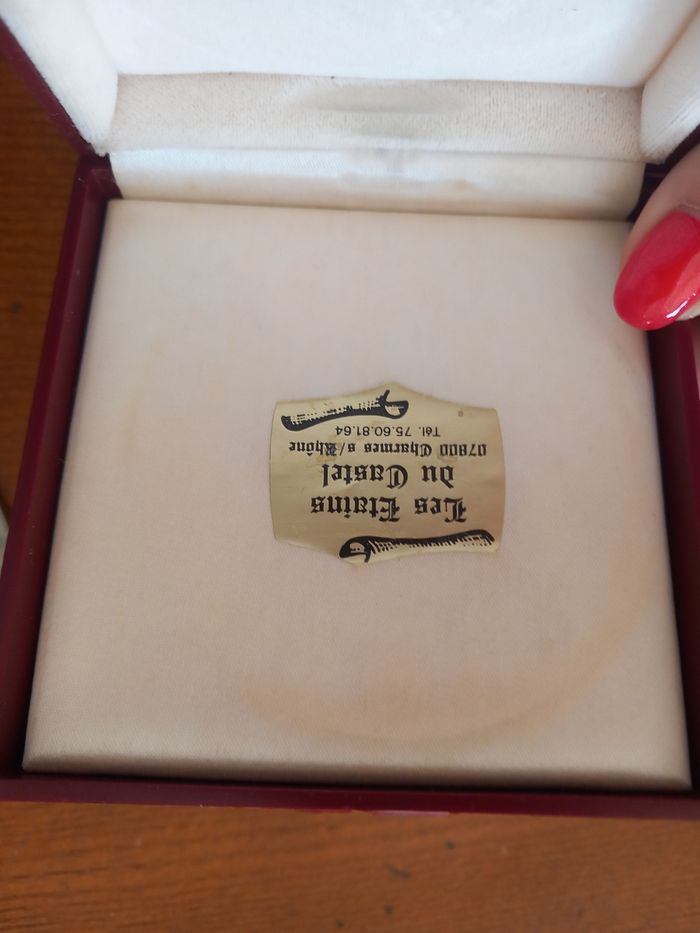 Les Etains
du Castel
07800 Charmes s/Rhône
Tél. 75.60.81.64